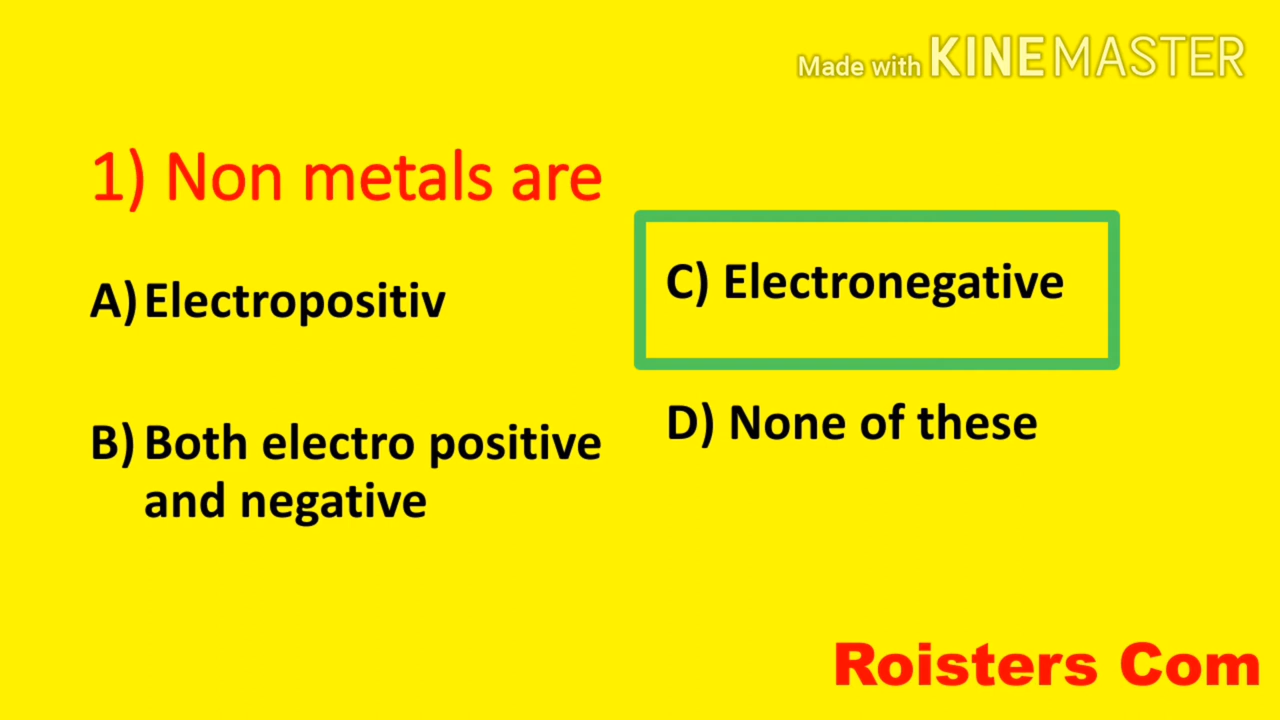 Made with KINEMASTER
1) Non metals are
A) Electropositiv
B) Both electro positive
and negative
C) Electronegative
D) None of these
Roisters Com